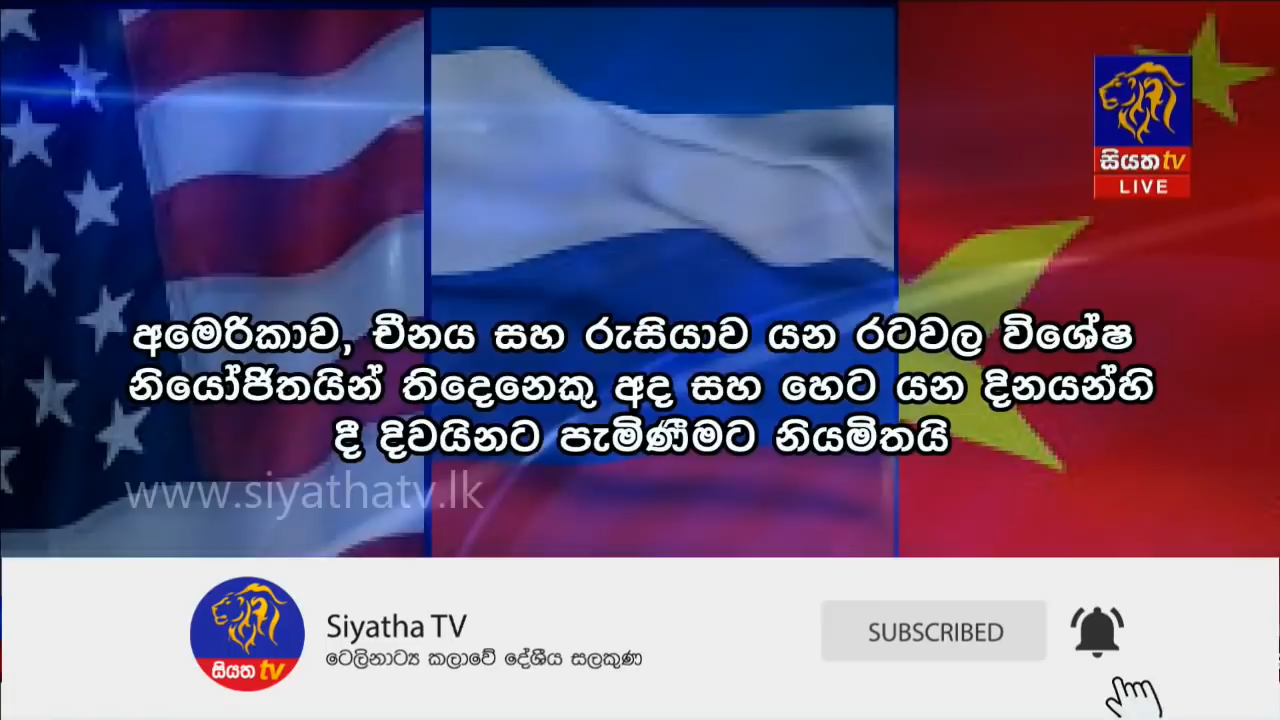 සියත tv
LIVE
අමෙරිකාව, චීනය සහ රුසියාව යන රටවල විශේෂ
නියෝජිතයින් තිදෙනෙකු අද සහ හෙට යන දිනයන්හි
දී දිවයිනට පැමිණීමට නියමිතයි
www.siyathatv.lk
Siyatha TV
ටෙලිනාට්‍ය කලාවේ දේශීය සලකුණ
සියත tv
SUBSCRIBED